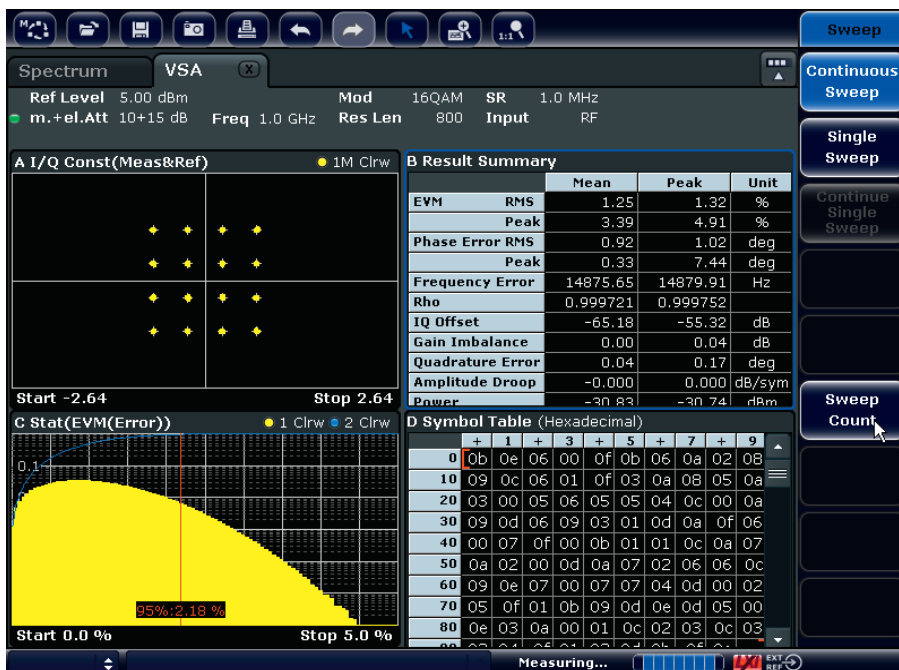 M
1:1
Sweep
Spectrum VSA X
Continuous Sweep
Ref Level 5.00 dBm Mod 16QAM SR 1.0 MHz
m.+el.Att 10+15 dB Freq 1.0 GHz Res Len 800 Input RF
Single Sweep
Continue Single Sweep
A I/Q Const(Meas&Ref) 1M Clrw
Start -2.64 Stop 2.64
B Result Summary
Mean Peak Unit
EVM RMS 1.25 1.32 %
Peak 3.39 4.91 %
Phase Error RMS 0.92 1.02 deg
Peak 0.33 7.44 deg
Frequency Error 14875.65 14879.91 Hz
Rho 0.999721 0.999752
IQ Offset -65.18 -55.32 dB
Gain Imbalance 0.00 0.04 dB
Quadrature Error 0.04 0.17 deg
Amplitude Droop -0.000 0.000 dB/sym
Power -30.83 -30.74 dBm
Sweep Count
C Stat(EVM(Error)) 1 Clrw 2 Clrw
0.1
95%:2.18 %
Start 0.0 % Stop 5.0 %
D Symbol Table (Hexadecimal)
+ 1 + 3 + 5 + 7 + 9
0 0b 0e 06 00 0f 0b 06 0a 02 08
10 09 0c 06 01 0f 03 0a 08 05 0a
20 03 00 05 06 05 05 04 0c 00 0a
30 09 0d 06 09 03 01 0d 0a 0f 06
40 00 07 0f 00 0b 01 01 0c 0a 07
50 0a 02 00 0d 0a 07 02 06 06 0c
60 09 0e 07 00 07 07 04 0d 00 02
70 05 0f 01 0b 09 0d 0e 0d 05 00
80 0e 03 0a 00 01 0c 02 03 0c 03
Measuring... LXI EXT REF